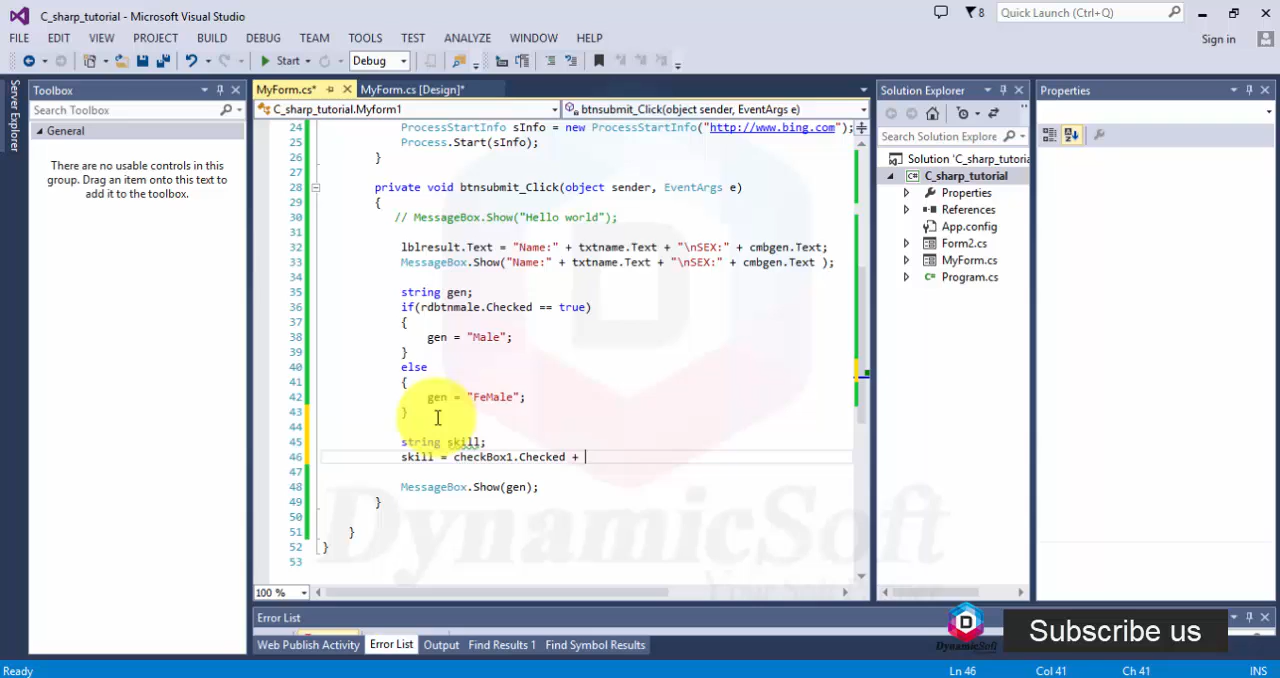 C_sharp_tutorial - Microsoft Visual Studio
8
Quick Launch (Ctrl+Q)
FILE EDIT VIEW PROJECT BUILD DEBUG TEAM TOOLS TEST ANALYZE WINDOW HELP
Sign in
Start
Debug
Server Explorer
Toolbox
Search Toolbox
General
There are no usable controls in this
group. Drag an item onto this text to
add it to the toolbox.
MyForm.cs*
MyForm.cs [Design]*
C_sharp_tutorial.Myform1
btnsubmit_Click(object sender, EventArgs e)
24 ProcessStartInfo sInfo = new ProcessStartInfo("http://www.bing.com");
25 Process.Start(sInfo);
26 }
27
28 private void btnsubmit_Click(object sender, EventArgs e)
29 {
30 // MessageBox.Show("Hello world");
31
32 lblresult.Text = "Name:" + txtname.Text + "\nSEX:" + cmbgen.Text;
33 MessageBox.Show("Name:" + txtname.Text + "\nSEX:" + cmbgen.Text );
34
35 string gen;
36 if(rdbtnmale.Checked == true)
37 {
38 gen = "Male";
39 }
40 else
41 {
42 gen = "FeMale";
43 }
44
45 string skill;
46 skill = checkBox1.Checked +
47
48 MessageBox.Show(gen);
49 }
50
51 }
52 }
53
100 %
Solution Explorer
Search Solution Explore
Solution 'C_sharp_tutoria
C_sharp_tutorial
Properties
References
App.config
Form2.cs
MyForm.cs
Program.cs
Properties
DynamicSoft
Error List
Web Publish Activity Error List Output Find Results 1 Find Symbol Results
D
DynamicSoft
Subscribe us
Ready
Ln 46 Col 41 Ch 41 INS